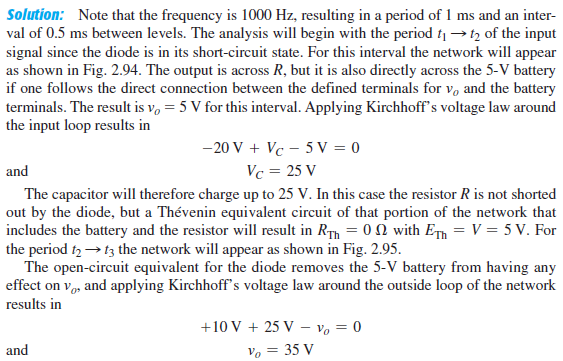 Solution: Note that the frequency is 1000 Hz, resulting in a period of 1 ms and an inter-
val of 0.5 ms between levels. The analysis will begin with the period t₁ → t₂ of the input
signal since the diode is in its short-circuit state. For this interval the network will appear
as shown in Fig. 2.94. The output is across R, but it is also directly across the 5-V battery
if one follows the direct connection between the defined terminals for vₒ and the battery
terminals. The result is vₒ = 5 V for this interval. Applying Kirchhoff's voltage law around
the input loop results in
−20 V + V_C − 5 V = 0
and V_C = 25 V
The capacitor will therefore charge up to 25 V. In this case the resistor R is not shorted
out by the diode, but a Thévenin equivalent circuit of that portion of the network that
includes the battery and the resistor will result in R_Th = 0 Ω with E_Th = V = 5 V. For
the period t₂ → t₃ the network will appear as shown in Fig. 2.95.
The open-circuit equivalent for the diode removes the 5-V battery from having any
effect on vₒ, and applying Kirchhoff's voltage law around the outside loop of the network
results in
+10 V + 25 V − vₒ = 0
and vₒ = 35 V